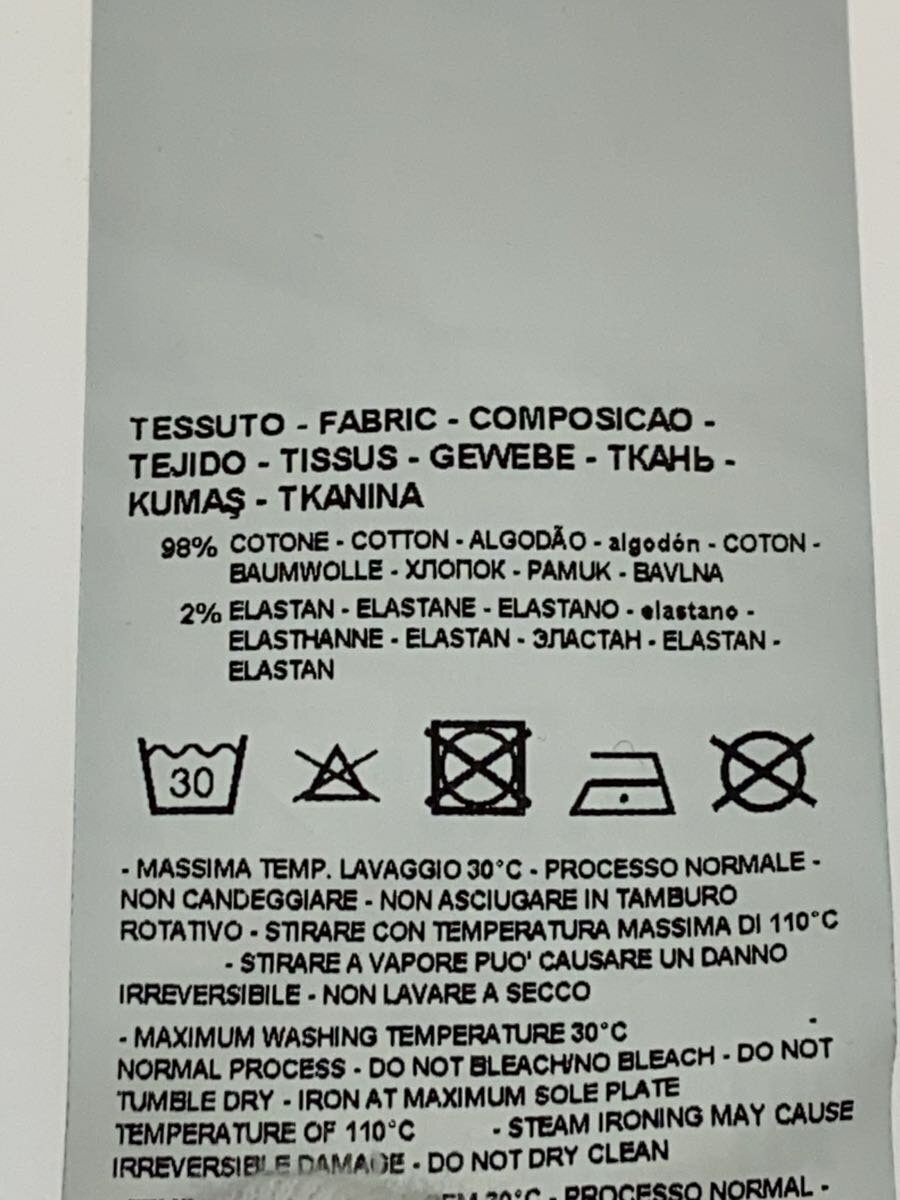 TESSUTO - FABRIC - COMPOSICAO -
TEJIDO - TISSUS - GEWEBE - ТКАНЬ -
KUMAŞ - TKANINA
98% COTONE - COTTON - ALGODÃO - algodón - COTON -
BAUMWOLLE - ХЛОПОК - PAMUK - BAVLNA
2% ELASTAN - ELASTANE - ELASTANO - elastano -
ELASTHANNE - ELASTAN - ЭЛАСТАН - ELASTAN -
ELASTAN
30
- MASSIMA TEMP. LAVAGGIO 30°C - PROCESSO NORMALE -
NON CANDEGGIARE - NON ASCIUGARE IN TAMBURO
ROTATIVO - STIRARE CON TEMPERATURA MASSIMA DI 110°C
- STIRARE A VAPORE PUO' CAUSARE UN DANNO
IRREVERSIBILE - NON LAVARE A SECCO
- MAXIMUM WASHING TEMPERATURE 30°C -
NORMAL PROCESS - DO NOT BLEACH/NO BLEACH - DO NOT
TUMBLE DRY - IRON AT MAXIMUM SOLE PLATE
TEMPERATURE OF 110°C - STEAM IRONING MAY CAUSE
IRREVERSIBLE DAMAGE - DO NOT DRY CLEAN
30°C - PROCESSO NORMAL -